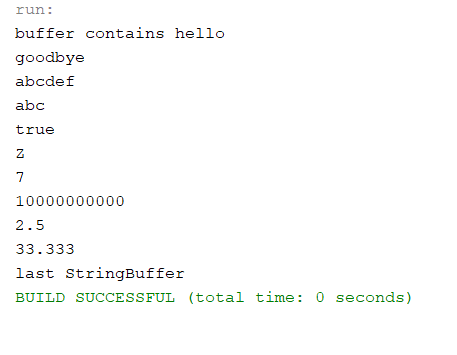 run:
buffer contains hello
goodbye
abcdef
abc
true
Z
7
10000000000
2.5
33.333
last StringBuffer
BUILD SUCCESSFUL (total time: 0 seconds)